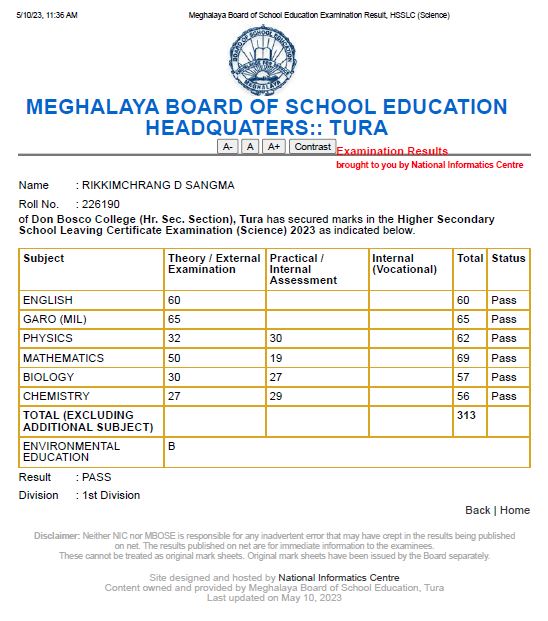 5/10/23, 11:36 AM Meghalaya Board of School Education Examination Result, HSSLC (Science)
BOARD OF SCHOOL EDUCATION
MEGHALAYA
MEGHALAYA BOARD OF SCHOOL EDUCATION
HEADQUATERS:: TURA
A- A A+ Contrast
Examination Results
brought to you by National Informatics Centre
Name : RIKKIMCHRANG D SANGMA
Roll No. : 226190
of Don Bosco College (Hr. Sec. Section), Tura has secured marks in the Higher Secondary
School Leaving Certificate Examination (Science) 2023 as indicated below.
Subject Theory / External Examination Practical / Internal Assessment Internal (Vocational) Total Status
ENGLISH 60 60 Pass
GARO (MIL) 65 65 Pass
PHYSICS 32 30 62 Pass
MATHEMATICS 50 19 69 Pass
BIOLOGY 30 27 57 Pass
CHEMISTRY 27 29 56 Pass
TOTAL (EXCLUDING ADDITIONAL SUBJECT) 313
ENVIRONMENTAL EDUCATION B
Result : PASS
Division : 1st Division
Back | Home
Disclaimer: Neither NIC nor MBOSE is responsible for any inadvertent error that may have crept in the results being published
on net. The results published on net are for immediate information to the examinees.
These cannot be treated as original mark sheets. Original mark sheets have been issued by the Board separately.
Site designed and hosted by National Informatics Centre
Content owned and provided by Meghalaya Board of School Education, Tura
Last updated on May 10, 2023